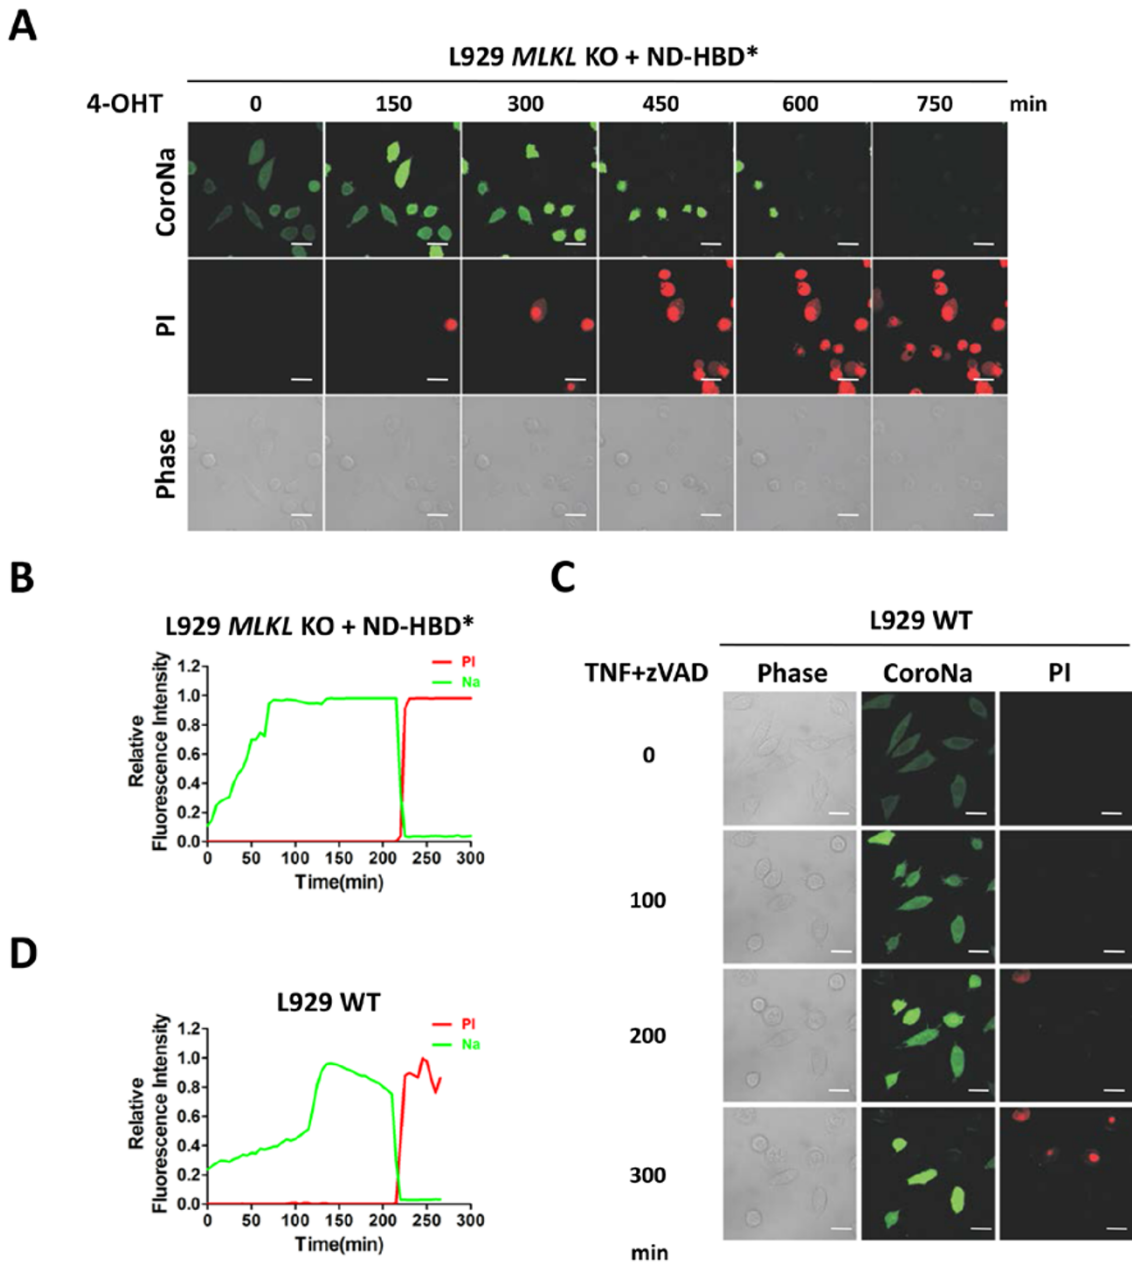 A
L929 MLKL KO + ND-HBD*
4-OHT 0 150 300 450 600 750 min
CoroNa
PI
Phase
B
L929 MLKL KO + ND-HBD*
PI
Na
Relative
Fluorescence Intensity
1.2
1.0
0.8
0.6
0.4
0.2
0.0
0 50 100 150 200 250 300
Time(min)
C
L929 WT
TNF+zVAD Phase CoroNa PI
0
100
200
300
min
D
L929 WT
PI
Na
Relative
Fluorescence Intensity
1.2
1.0
0.8
0.6
0.4
0.2
0.0
0 50 100 150 200 250 300
Time(min)